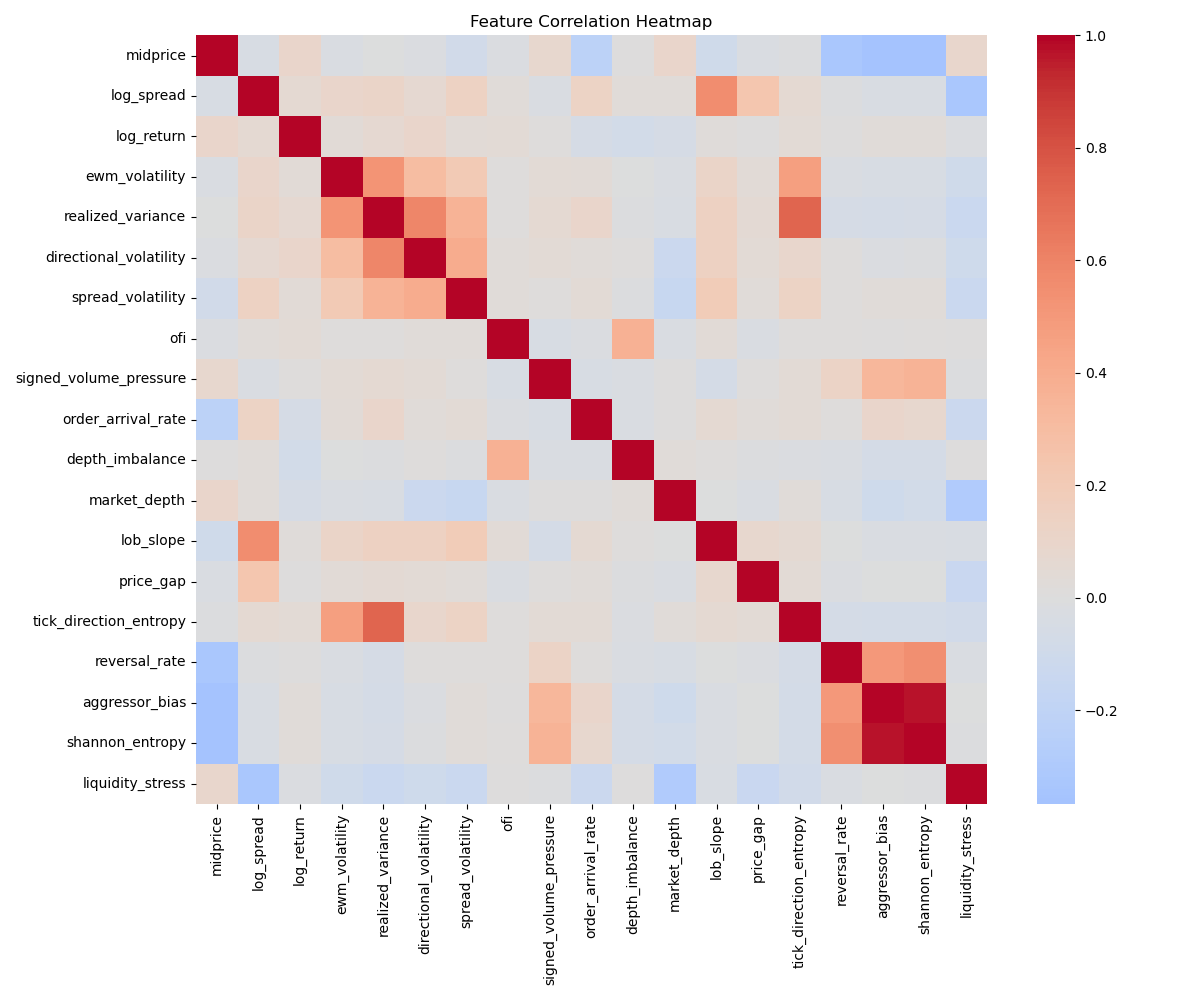 Feature Correlation Heatmap
midprice
log_spread
log_return
ewm_volatility
realized_variance
directional_volatility
spread_volatility
ofi
signed_volume_pressure
order_arrival_rate
depth_imbalance
market_depth
lob_slope
price_gap
tick_direction_entropy
reversal_rate
aggressor_bias
shannon_entropy
liquidity_stress
midprice
log_spread
log_return
ewm_volatility
realized_variance
directional_volatility
spread_volatility
ofi
signed_volume_pressure
order_arrival_rate
depth_imbalance
market_depth
lob_slope
price_gap
tick_direction_entropy
reversal_rate
aggressor_bias
shannon_entropy
liquidity_stress
1.0
0.8
0.6
0.4
0.2
0.0
−0.2